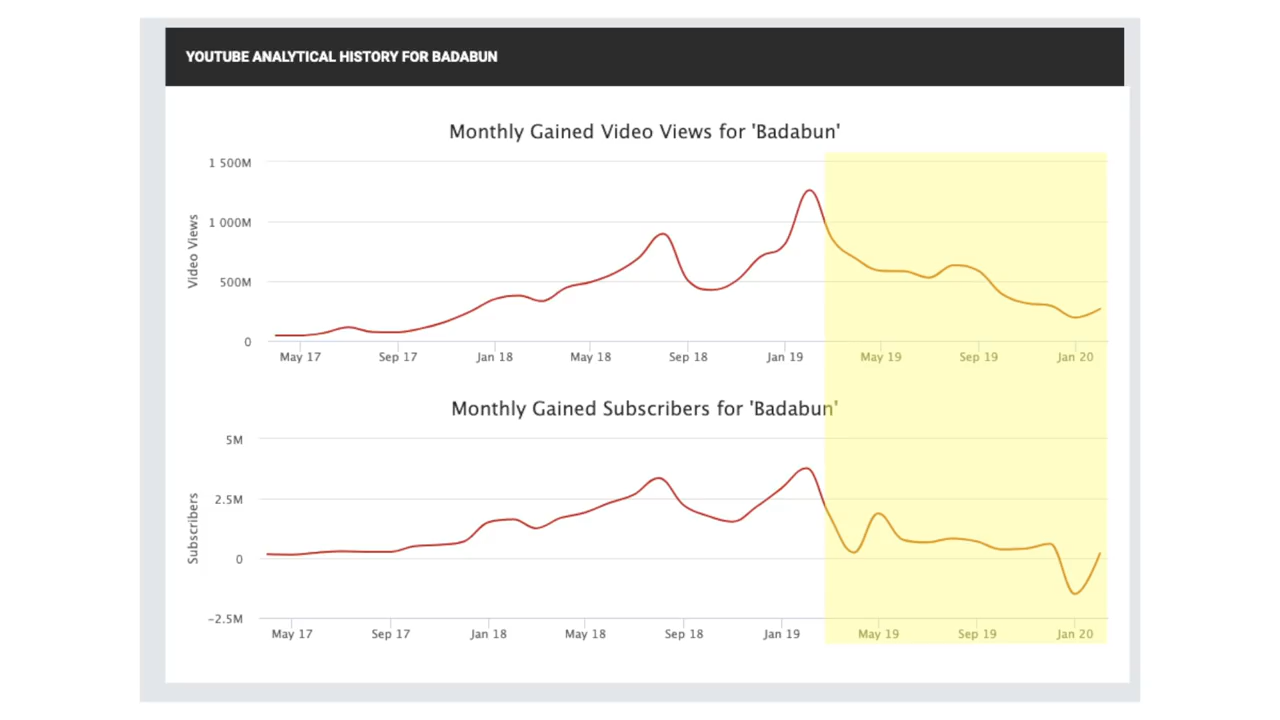 YOUTUBE ANALYTICAL HISTORY FOR BADABUN
Monthly Gained Video Views for 'Badabun'
Video Views
1 500M
1 000M
500M
0
May 17 Sep 17 Jan 18 May 18 Sep 18 Jan 19 May 19 Sep 19 Jan 20
Monthly Gained Subscribers for 'Badabun'
Subscribers
5M
2.5M
0
−2.5M
May 17 Sep 17 Jan 18 May 18 Sep 18 Jan 19 May 19 Sep 19 Jan 20